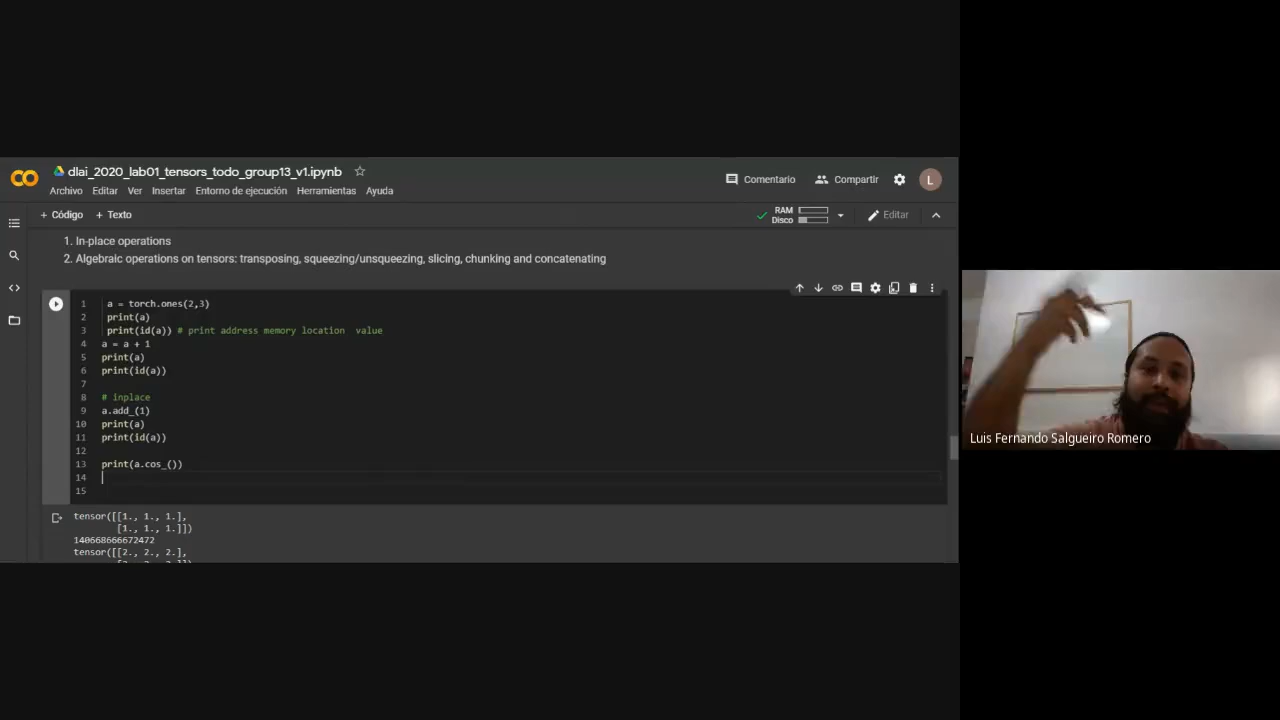 dlai_2020_lab01_tensors_todo_group13_v1.ipynb
Comentario
Compartir
L
Archivo Editar Ver Insertar Entorno de ejecución Herramientas Ayuda
+ Código + Texto
RAM
Disco
Editar
1. In-place operations
2. Algebraic operations on tensors: transposing, squeezing/unsqueezing, slicing, chunking and concatenating
1 a = torch.ones(2,3)
2 print(a)
3 print(id(a)) # print address memory location value
4 a = a + 1
5 print(a)
6 print(id(a))
7
8 # inplace
9 a.add_(1)
10 print(a)
11 print(id(a))
12
13 print(a.cos_())
14
15
tensor([[1., 1., 1.],
[1., 1., 1.]])
140668666672472
tensor([[2., 2., 2.],
Luis Fernando Salgueiro Romero